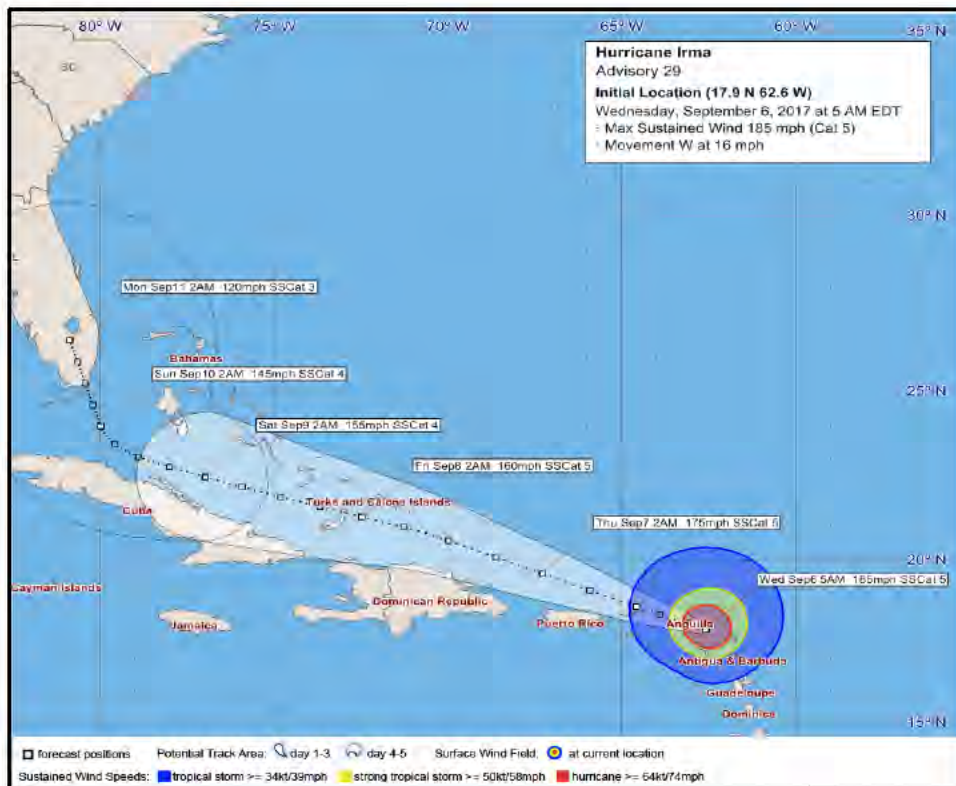 80° W 75° W 70° W 65° W 60° W 35° N
Hurricane Irma
Advisory 29
Initial Location (17.9 N 62.6 W)
Wednesday, September 6, 2017 at 5 AM EDT
Max Sustained Wind 185 mph (Cat 5)
Movement W at 16 mph
SC
30° N
Mon Sep11 2AM 120mph SSCat 3
Bahamas
Sun Sep10 2AM 145mph SSCat 4
25° N
Sat Sep9 2AM 155mph SSCat 4
Fri Sep8 2AM 160mph SSCat 5
Turks and Caicos Islands
Cuba
Thu Sep7 2AM 175mph SSCat 5
20° N
Wed Sep6 5AM 185mph SSCat 5
Cayman Islands
Dominican Republic
Jamaica
Puerto Rico
Anguilla
Antigua & Barbuda
Guadeloupe
Dominica
15° N
forecast positions Potential Track Area: day 1-3 day 4-5 Surface Wind Field: at current location
Sustained Wind Speeds: tropical storm >= 34kt/39mph strong tropical storm >= 50kt/58mph hurricane >= 64kt/74mph